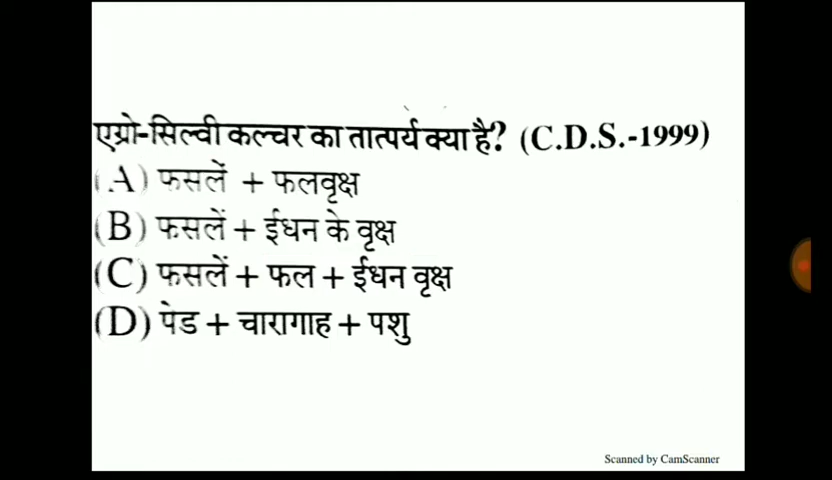 एग्रो-सिल्वी कल्चर का तात्पर्य क्या है? (C.D.S.-1999)
(A) फसलें + फलवृक्ष
(B) फसलें + ईधन के वृक्ष
(C) फसलें + फल + ईधन वृक्ष
(D) पेड + चारागाह + पशु
Scanned by CamScanner